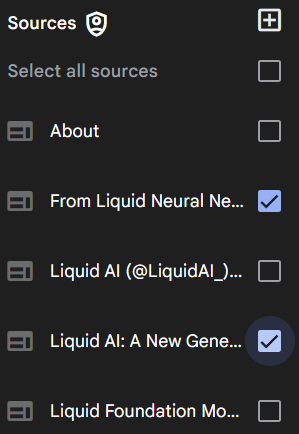 Sources
Select all sources
About
From Liquid Neural Ne...
Liquid AI (@LiquidAI_)...
Liquid AI: A New Gene...
Liquid Foundation Mo...